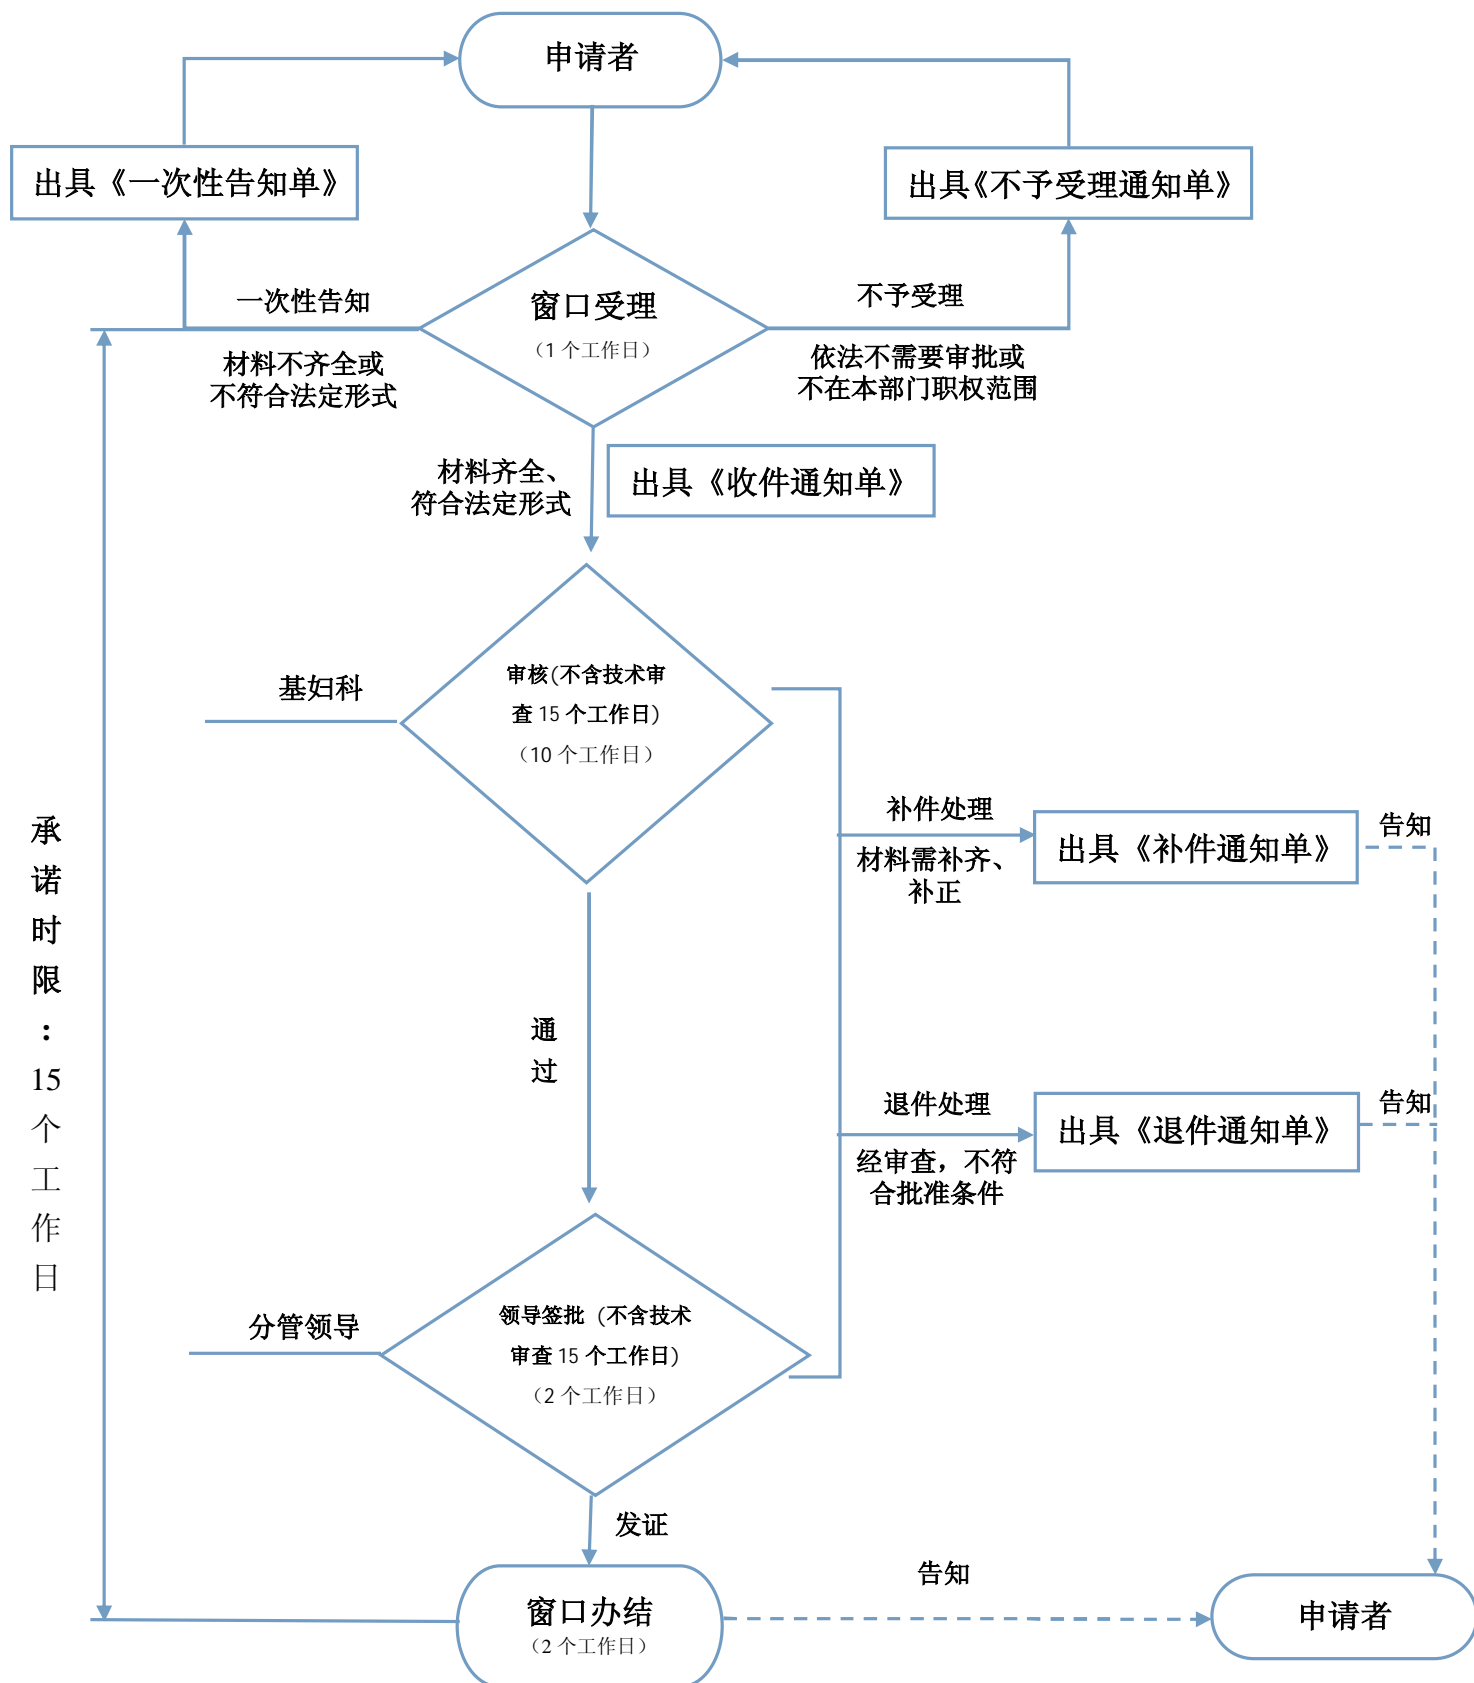 申请者
出具《一次性告知单》
出具《不予受理通知单》
一次性告知
窗口受理
(1 个工作日)
不予受理
材料不齐全或
不符合法定形式
依法不需要审批或
不在本部门职权范围
材料齐全、
符合法定形式
出具《收件通知单》
基妇科
审核(不含技术审
查 15 个工作日)
(10 个工作日)
承
诺
时
限
:
15
个
工
作
日
补件处理
材料需补齐、
补正
出具《补件通知单》
告知
通
过
退件处理
经审查，不符
合批准条件
出具《退件通知单》
告知
分管领导
领导签批 (不含技术
审查 15 个工作日)
(2 个工作日)
发证
窗口办结
(2 个工作日)
告知
申请者